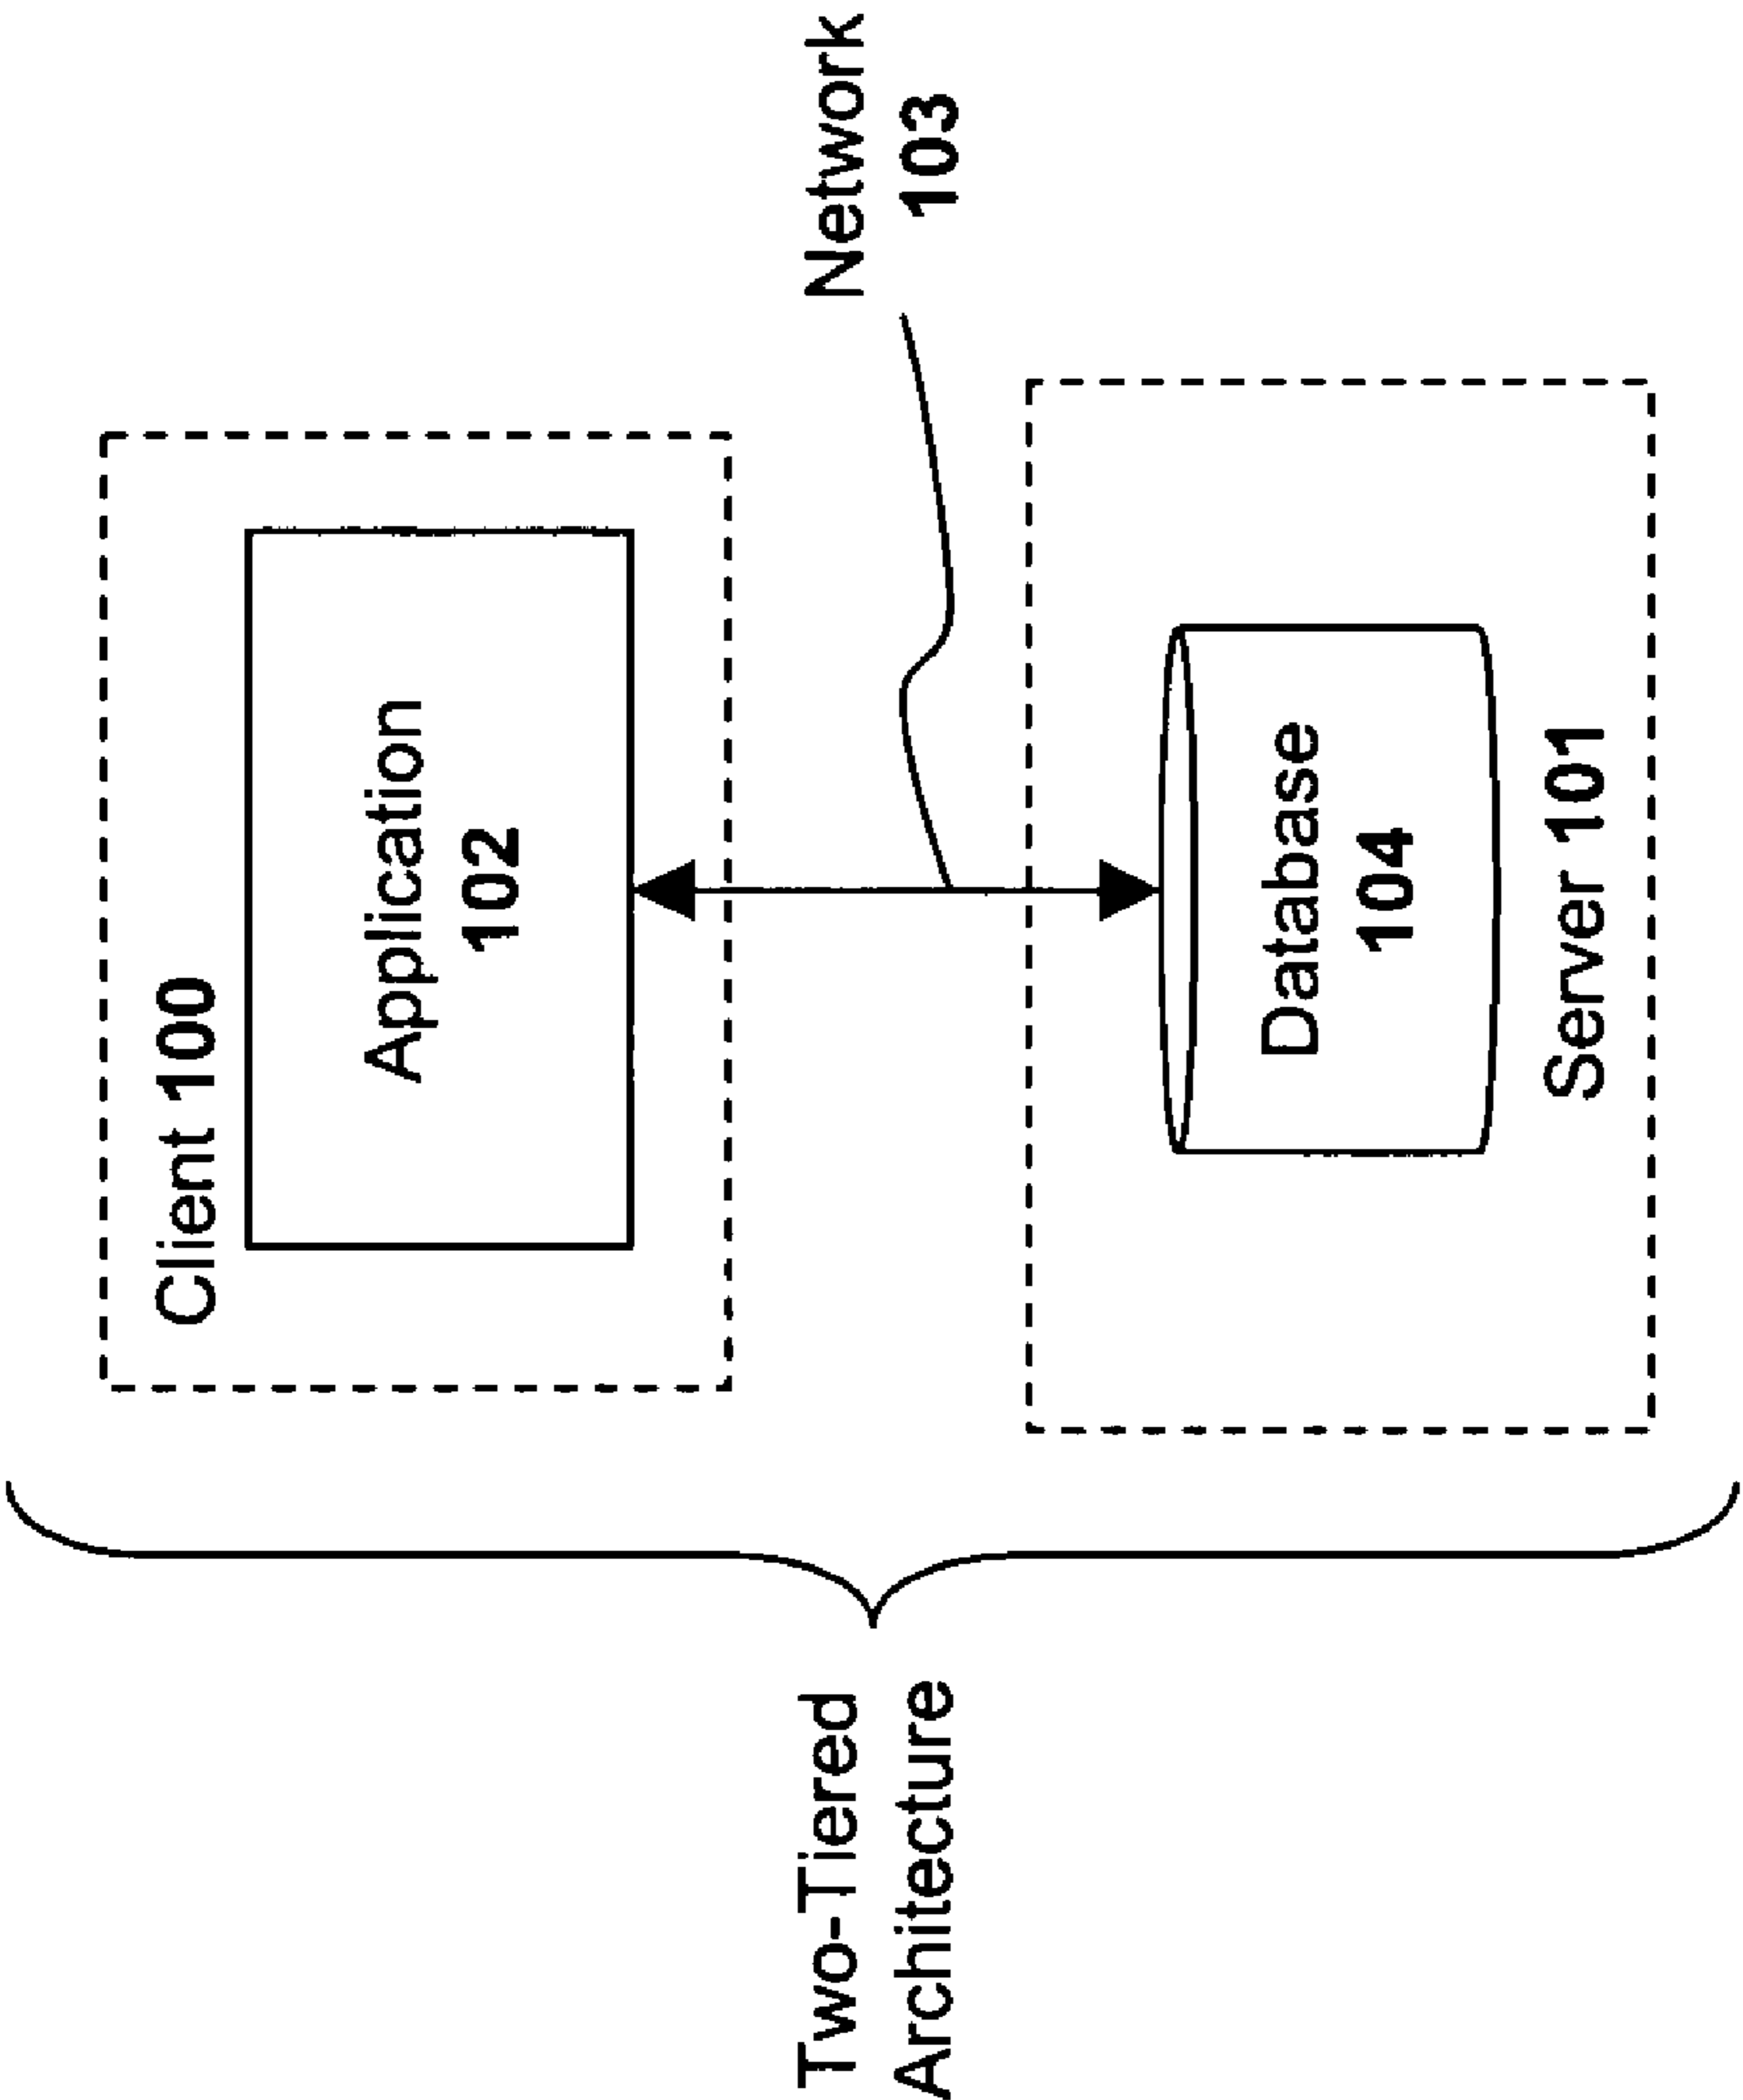 Two-Tiered
Architecture
Client 100
Application
102
Network
103
Database
104
Server 101